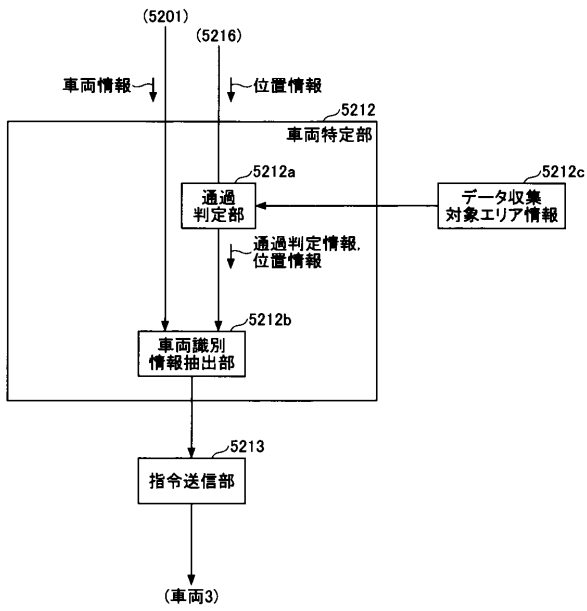 (5201)
(5216)
車両情報
位置情報
5212
車両特定部
5212a
通過
判定部
5212c
データ収集
対象エリア情報
通過判定情報,
位置情報
5212b
車両識別
情報抽出部
5213
指令送信部
(車両3)